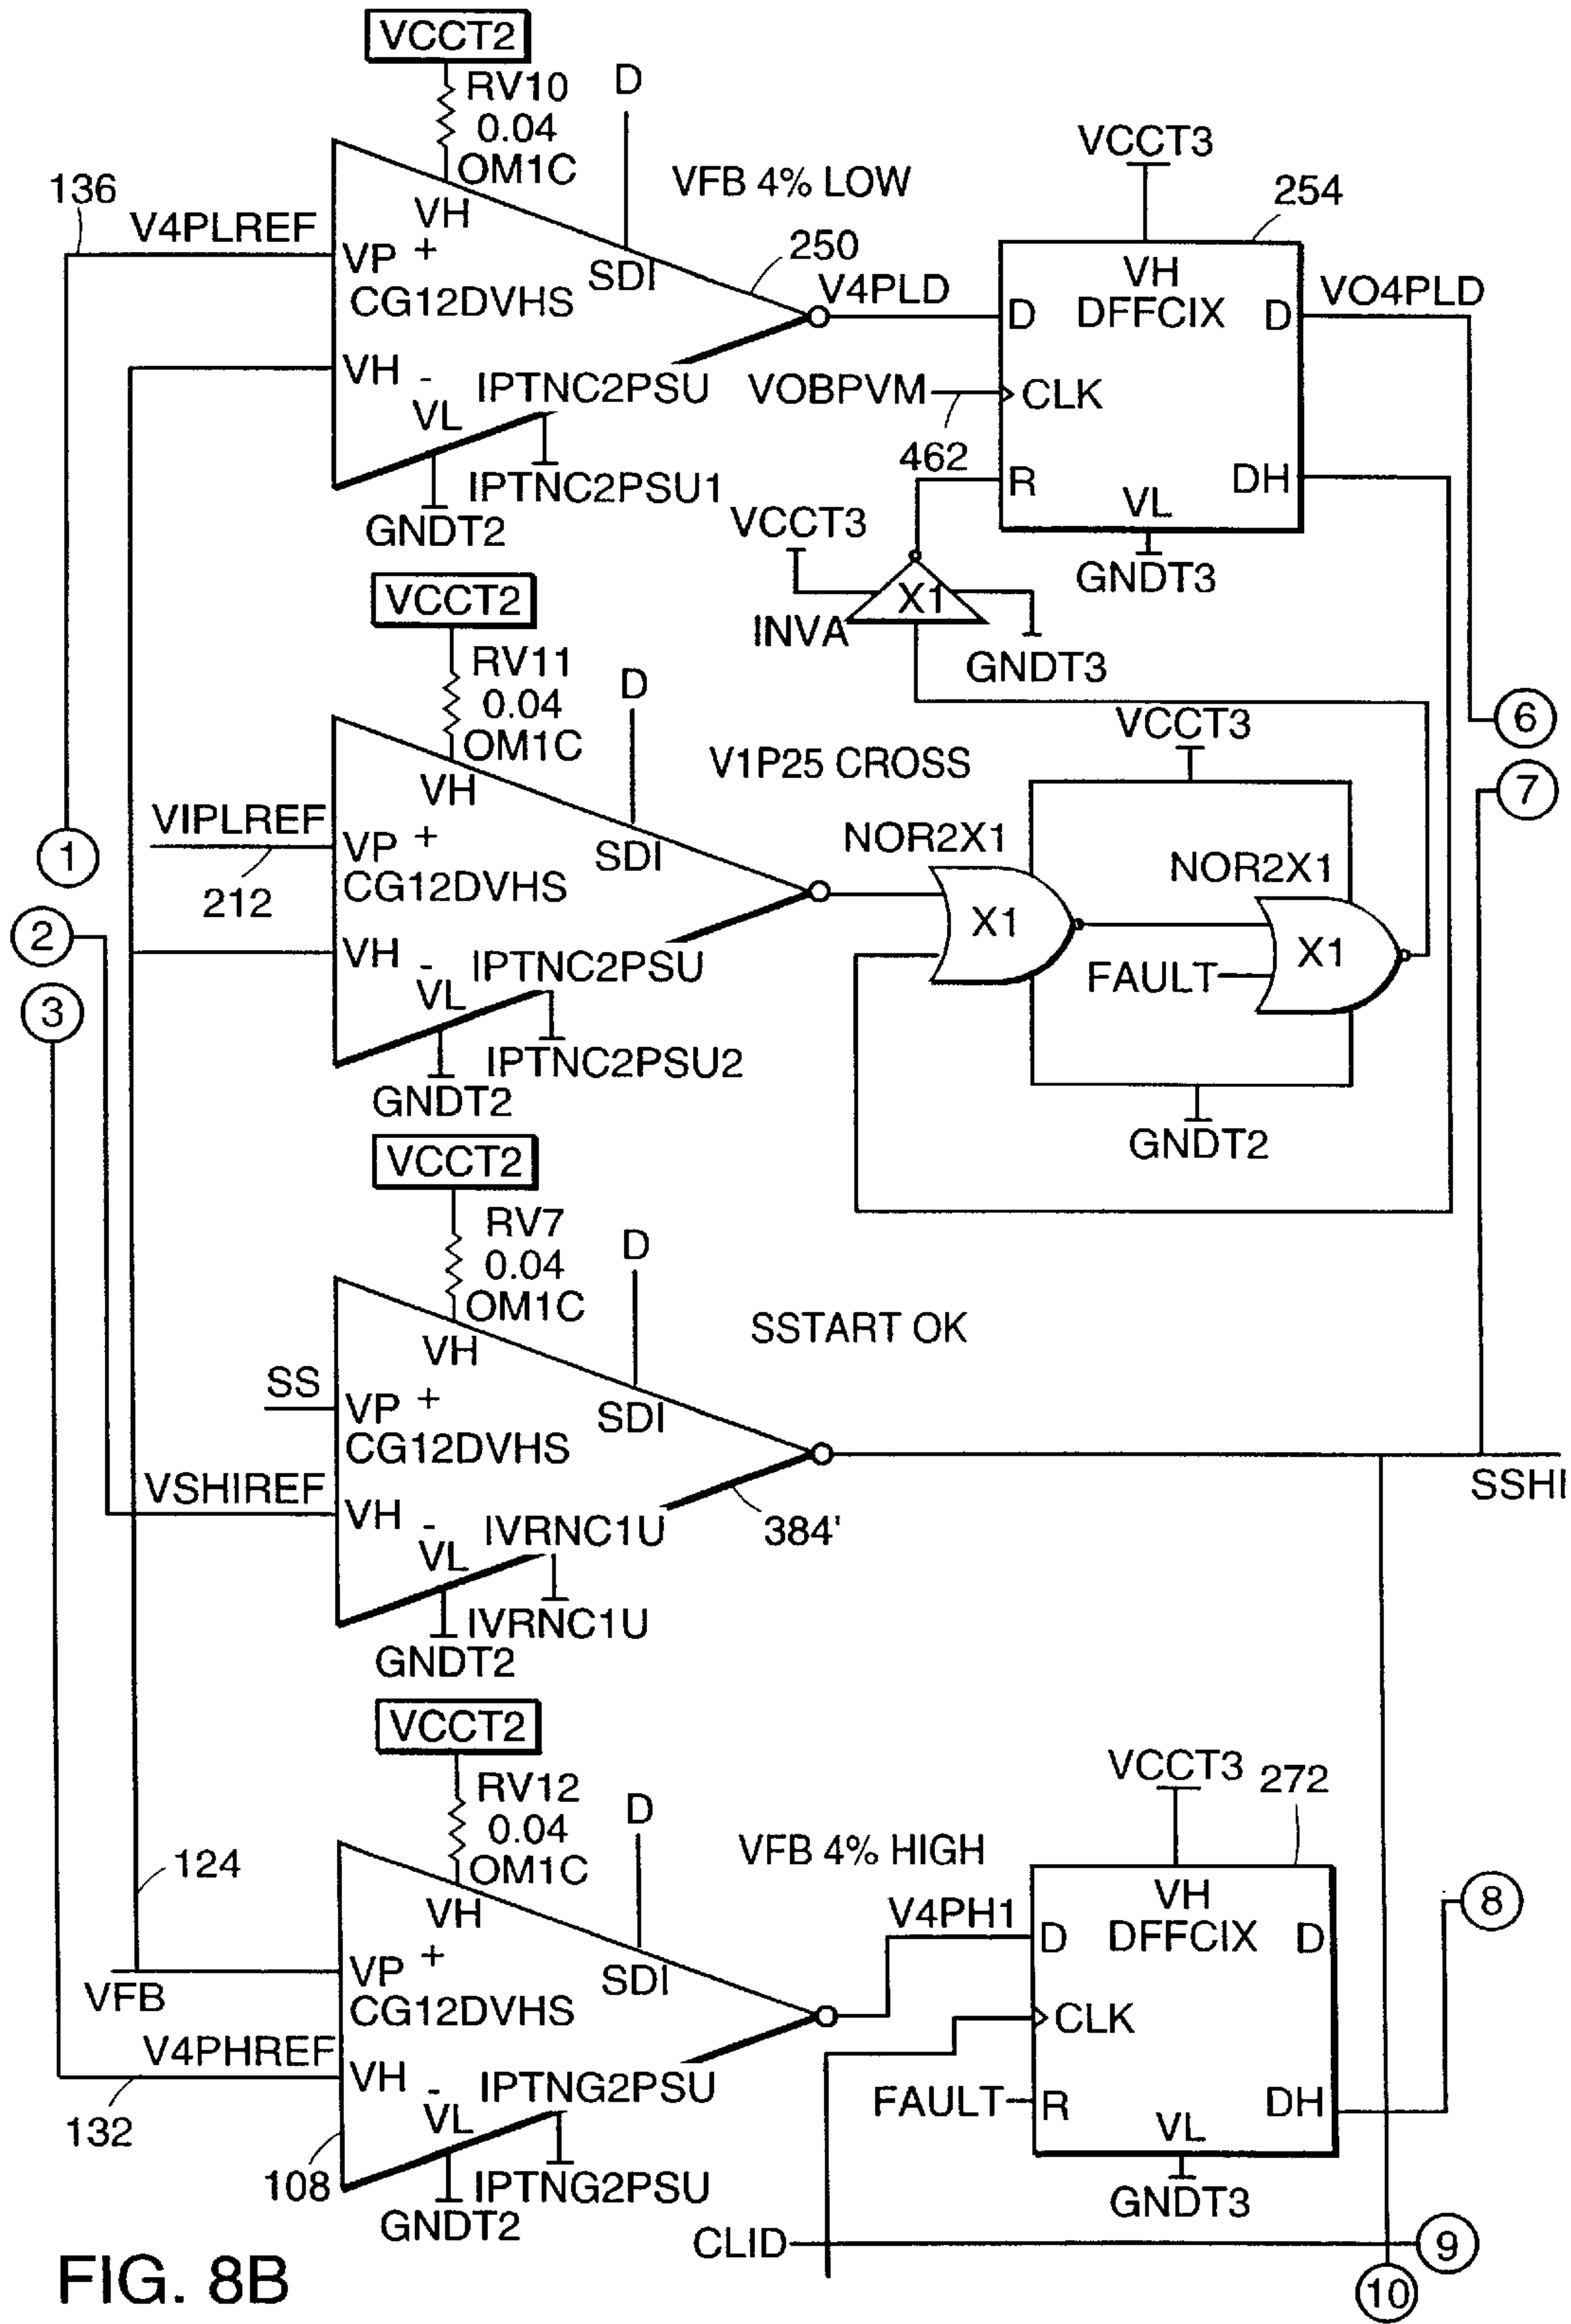 VCCT2
RV10
0.04
OM1C
D
VFB 4% LOW
136
V4PLREF
VH
VP +
CG12DVHS
SDI
250
V4PLD
VH -
VL
IPTNC2PSU
IPTNC2PSU1
GNDT2
VCCT3
254
VH
D DFFCIX D
VO4PLD
VOBPVM
CLK
462
R
DH
VL
GNDT3
VCCT3
X1
INVA
GNDT3
6
VCCT2
RV11
0.04
OM1C
D
V1P25 CROSS
VCCT3
7
VIPLREF
VH
VP +
CG12DVHS
SDI
1
212
NOR2X1
X1
NOR2X1
X1
FAULT
2
VH -
VL
IPTNC2PSU
IPTNC2PSU2
GNDT2
3
GNDT2
VCCT2
RV7
0.04
OM1C
D
SSTART OK
SS
VH
VP +
CG12DVHS
SDI
VSHIREF
VH -
VL
IVRNC1U
384'
SSHI
IVRNC1U
GNDT2
VCCT2
RV12
0.04
OM1C
D
VFB 4% HIGH
VCCT3
272
124
VH
V4PH1
VH
D DFFCIX D
8
VFB
VP +
CG12DVHS
SDI
CLK
V4PHREF
VH -
VL
IPTNG2PSU
FAULT
R
DH
VL
132
108
IPTNG2PSU
GNDT2
GNDT3
CLID
9
10
FIG. 8B